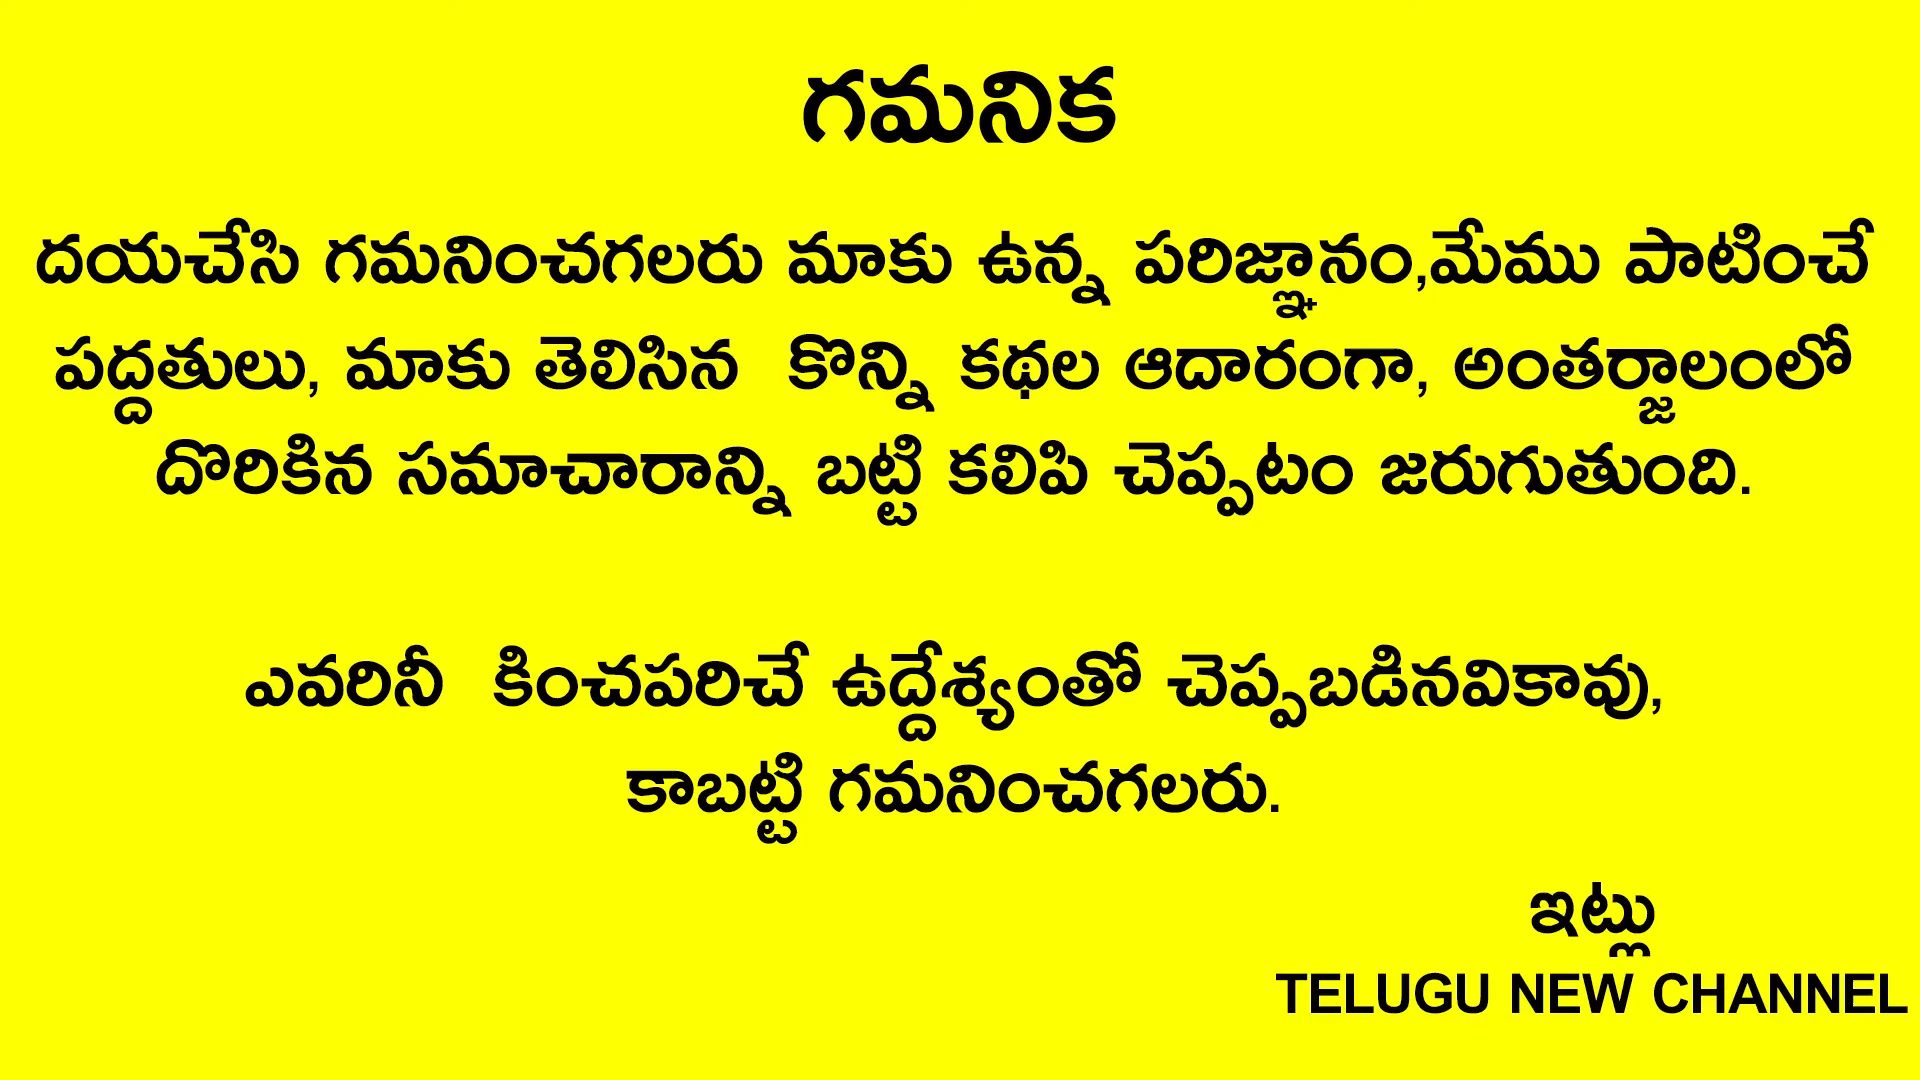 గమనిక
దయచేసి గమనించగలరు మాకు ఉన్న పరిజ్ఞానం,మేము పాటించే
పద్దతులు, మాకు తెలిసిన కొన్ని కథల ఆదారంగా, అంతర్జాలంలో
దొరికిన సమాచారాన్ని బట్టి కలిపి చెప్పటం జరుగుతుంది.
ఎవరినీ కించపరిచే ఉద్దేశ్యంతో చెప్పబడినవికావు,
కాబట్టి గమనించగలరు.
ఇట్లు
TELUGU NEW CHANNEL